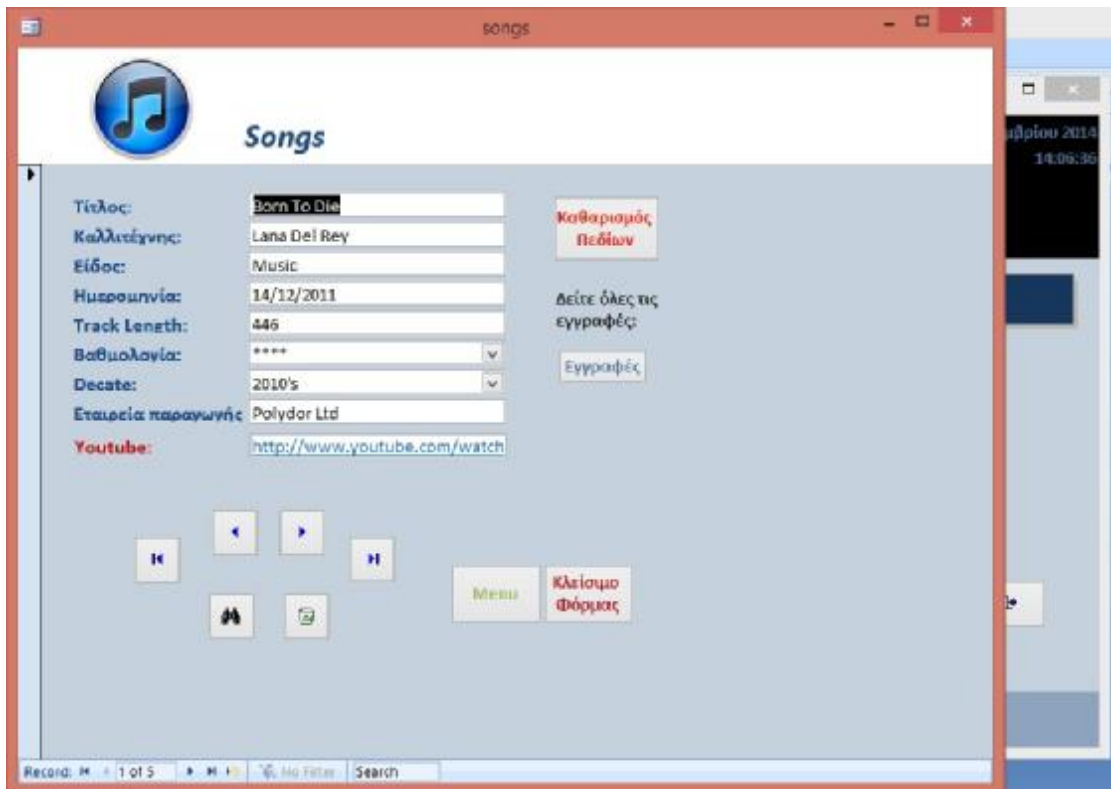 songs
Songs
μβρίου 2014
14:06:36
Τίτλος: Born To Die
Καλλιτέχνης: Lana Del Rey
Είδος: Music
Ημερομηνία: 14/12/2011
Track Length: 446
Βαθμολογία: ****
Decate: 2010's
Εταιρεία παραγωγής Polydor Ltd
Youtube: http://www.youtube.com/watch
Καθαρισμός
Πεδίων
Δείτε όλες τις
εγγραφές:
Εγγραφές
Menu
Κλείσιμο
Φόρμας
Record: 1 of 5 No Filter Search